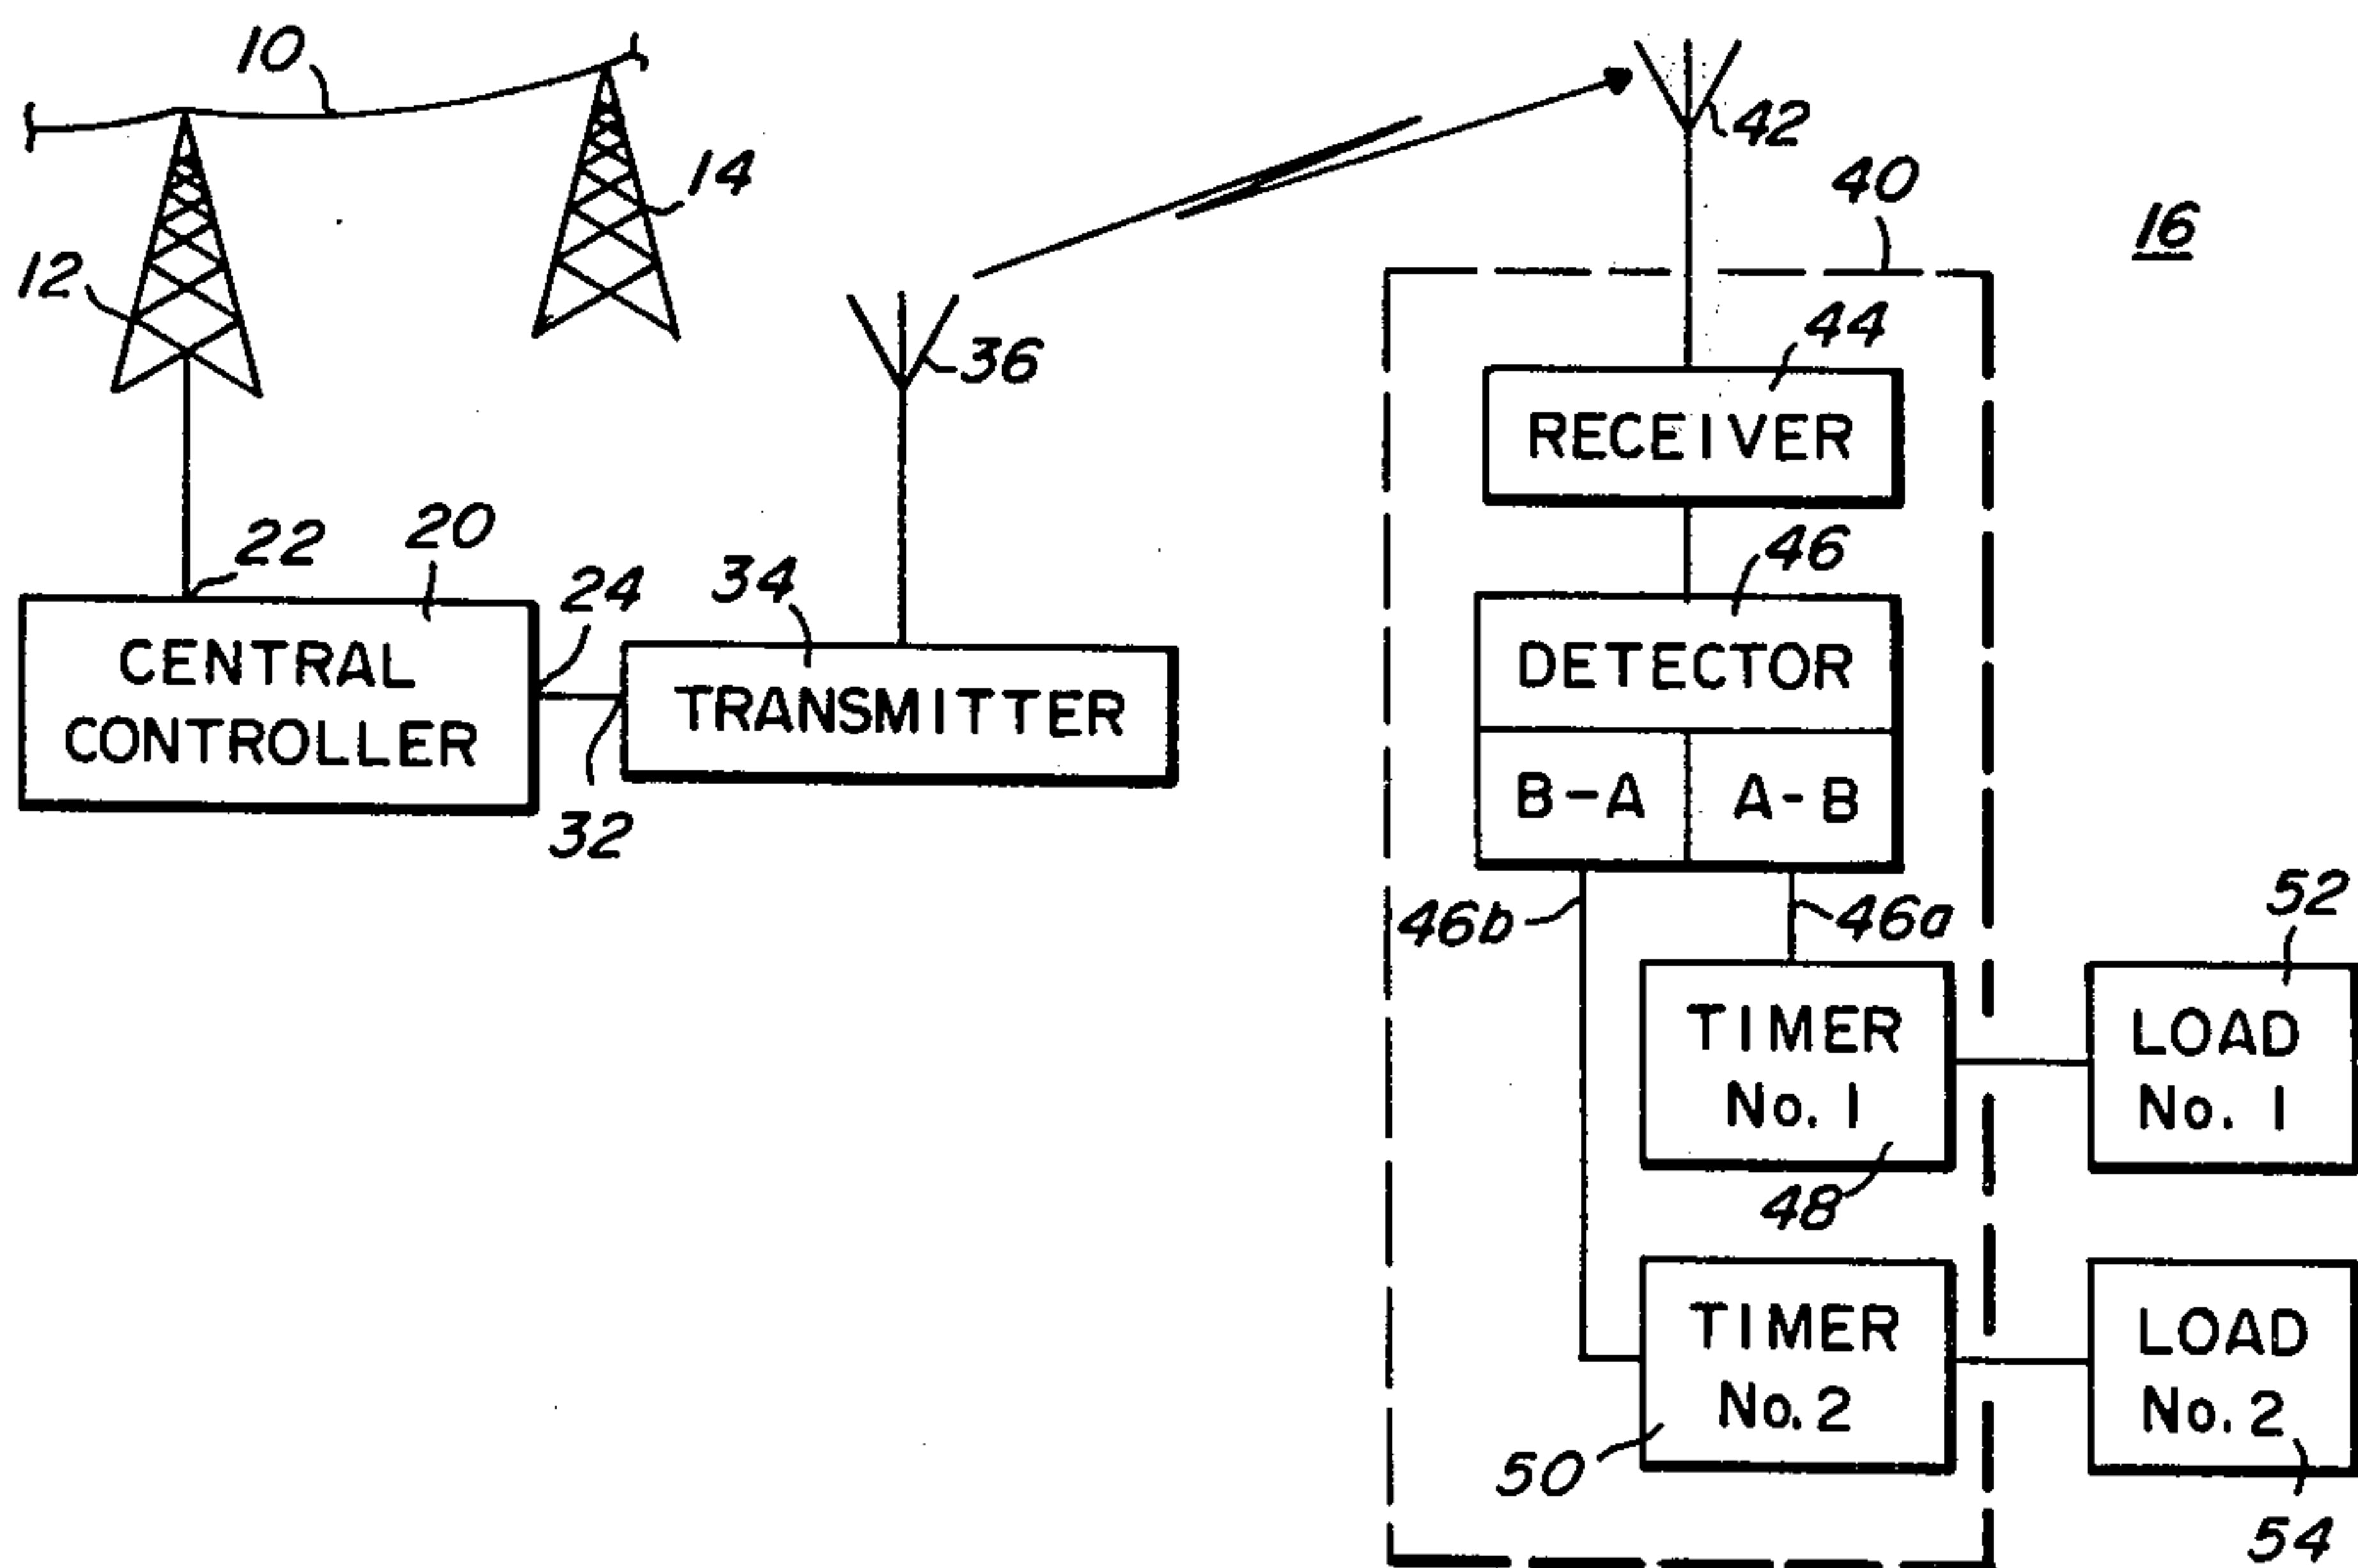 10
14
12
42
40
16
36
44
RECEIVER
22
20
24
34
46
CENTRAL
CONTROLLER
TRANSMITTER
32
DETECTOR
B-A
A-B
46b
46a
52
TIMER
No. 1
LOAD
No. 1
48
TIMER
No. 2
LOAD
No. 2
50
54